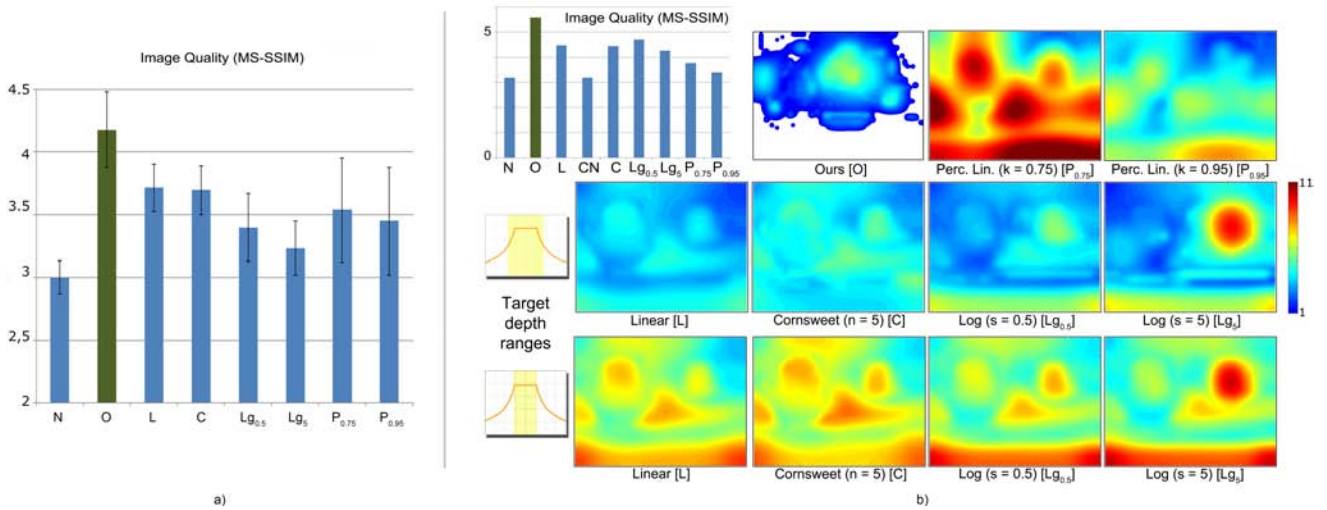 Image Quality (MS-SSIM)
4.5
4
3.5
3
2,5
2
N O L C Lg0.5 Lg5 P0.75 P0.95
a)
Image Quality (MS-SSIM)
5
0
N O L CN C Lg0.5 Lg5 P0.75 P0.95
Ours [O]
Perc. Lin. (k = 0.75) [P0.75]
Perc. Lin. (k = 0.95) [P0.95]
11
1
Target
depth
ranges
Linear [L]
Cornsweet (n = 5) [C]
Log (s = 0.5) [Lg0.5]
Log (s = 5) [Lg5]
Linear [L]
Cornsweet (n = 5) [C]
Log (s = 0.5) [Lg0.5]
Log (s = 5) [Lg5]
b)